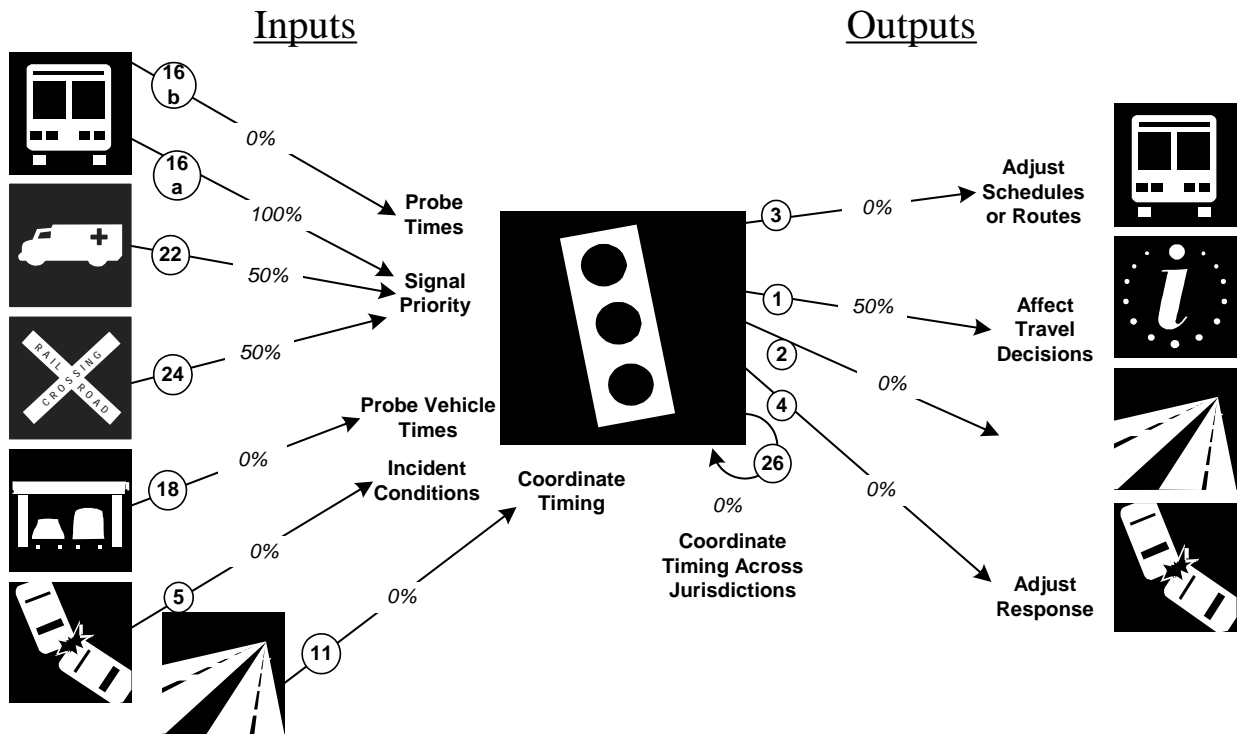 Inputs
Outputs
16
b
0%
16
a
100%
Probe
Times
22
50%
Signal
Priority
RAIL ROAD
CROSSING
24
50%
Probe Vehicle
Times
18
0%
Incident
Conditions
5
0%
11
0%
Coordinate
Timing
26
0%
Coordinate
Timing Across
Jurisdictions
3
0%
Adjust
Schedules
or Routes
1
50%
Affect
Travel
Decisions
i
2
0%
4
0%
Adjust
Response